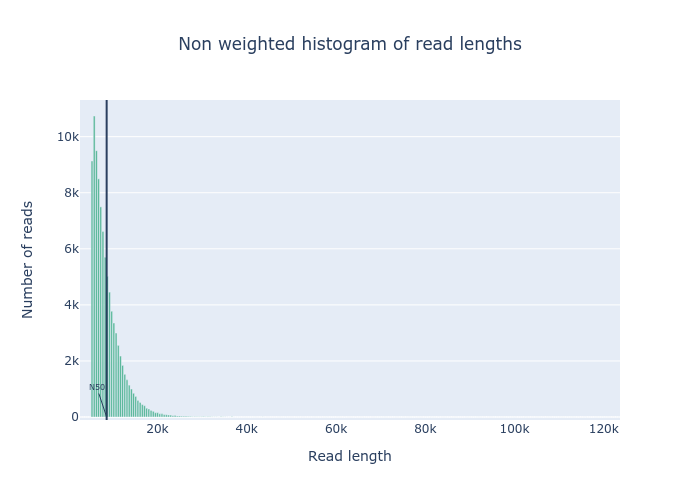 Non weighted histogram of read lengths
Number of reads
10k
8k
6k
4k
2k
0
N50
20k
40k
60k
80k
100k
120k
Read length